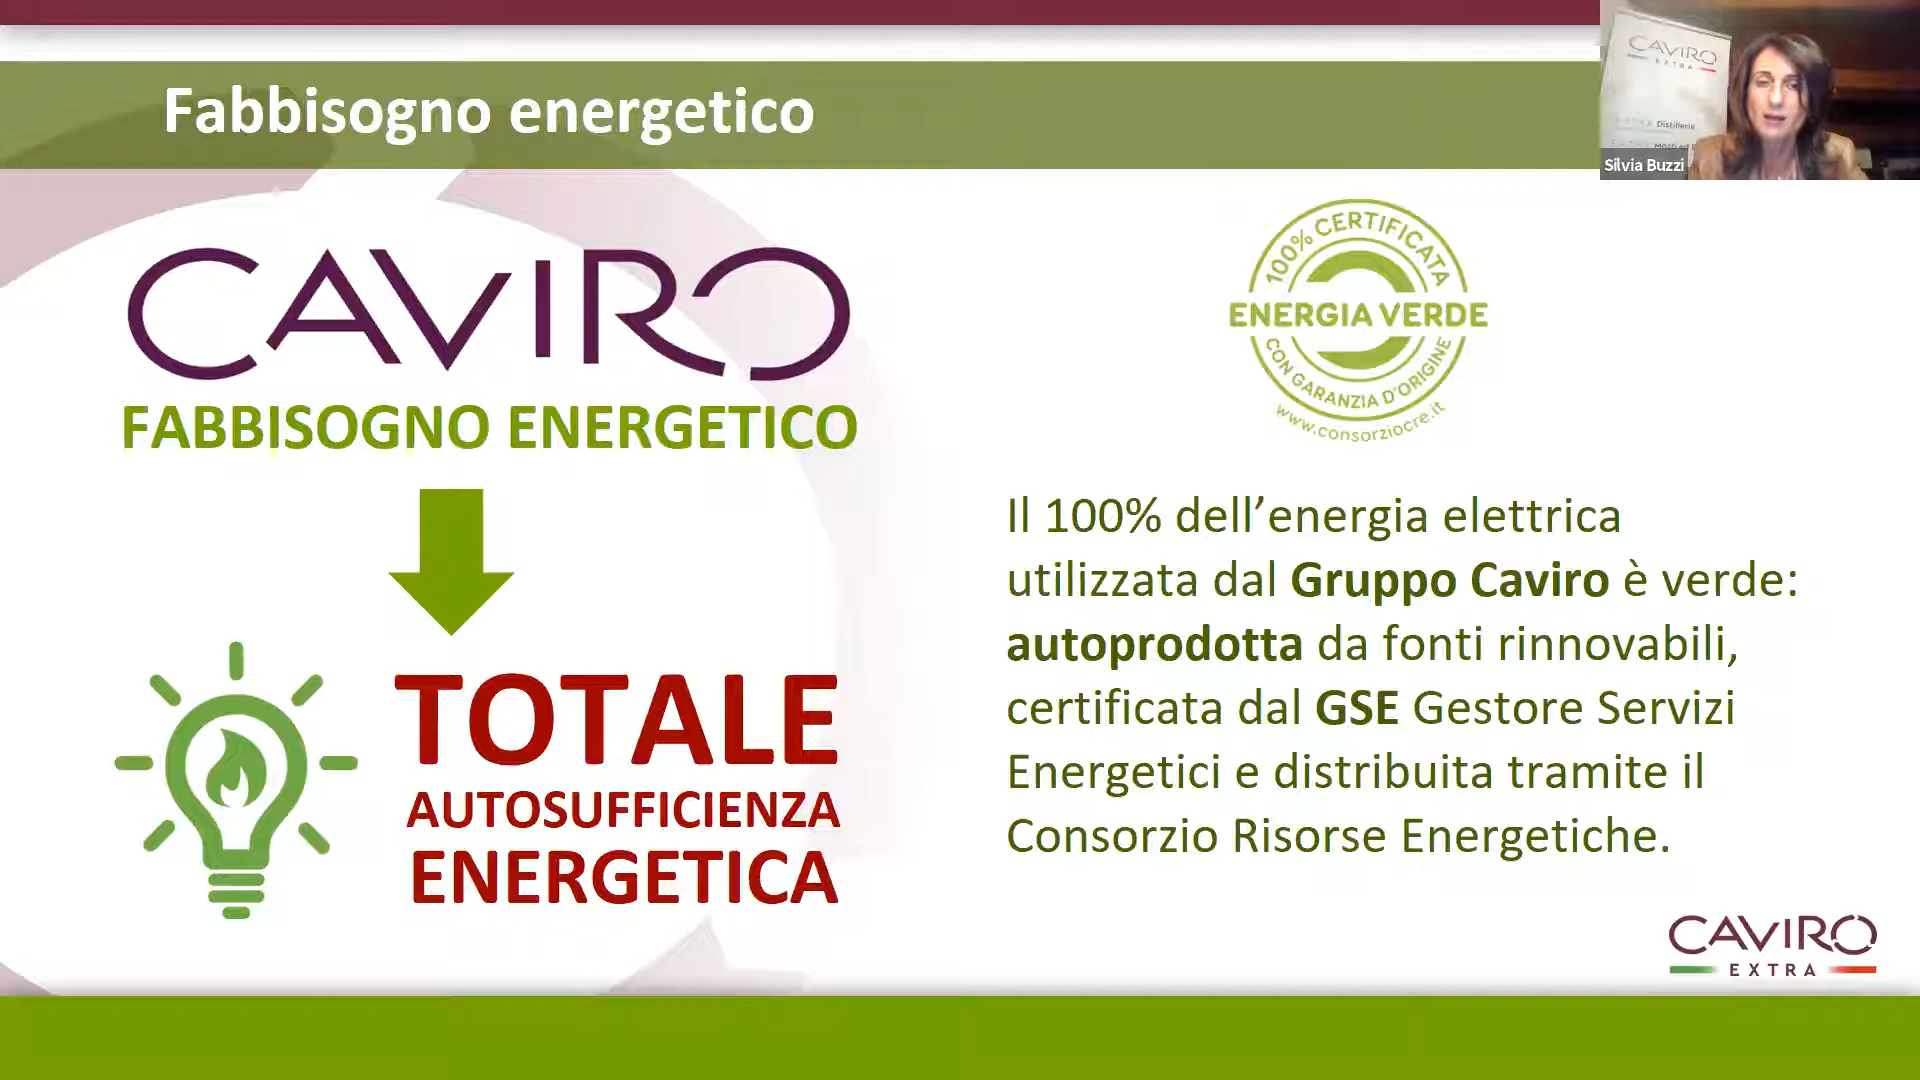 Fabbisogno energetico
CAVIRO
EXTRA
Distillerie
Silvia Buzzi
CAVIRO
FABBISOGNO ENERGETICO
TOTALE
AUTOSUFFICIENZA
ENERGETICA
100% CERTIFICATA
ENERGIA VERDE
CON GARANZIA D'ORIGINE
www.consorziocre.it
Il 100% dell’energia elettrica
utilizzata dal Gruppo Caviro è verde:
autoprodotta da fonti rinnovabili,
certificata dal GSE Gestore Servizi
Energetici e distribuita tramite il
Consorzio Risorse Energetiche.
CAVIRO
EXTRA